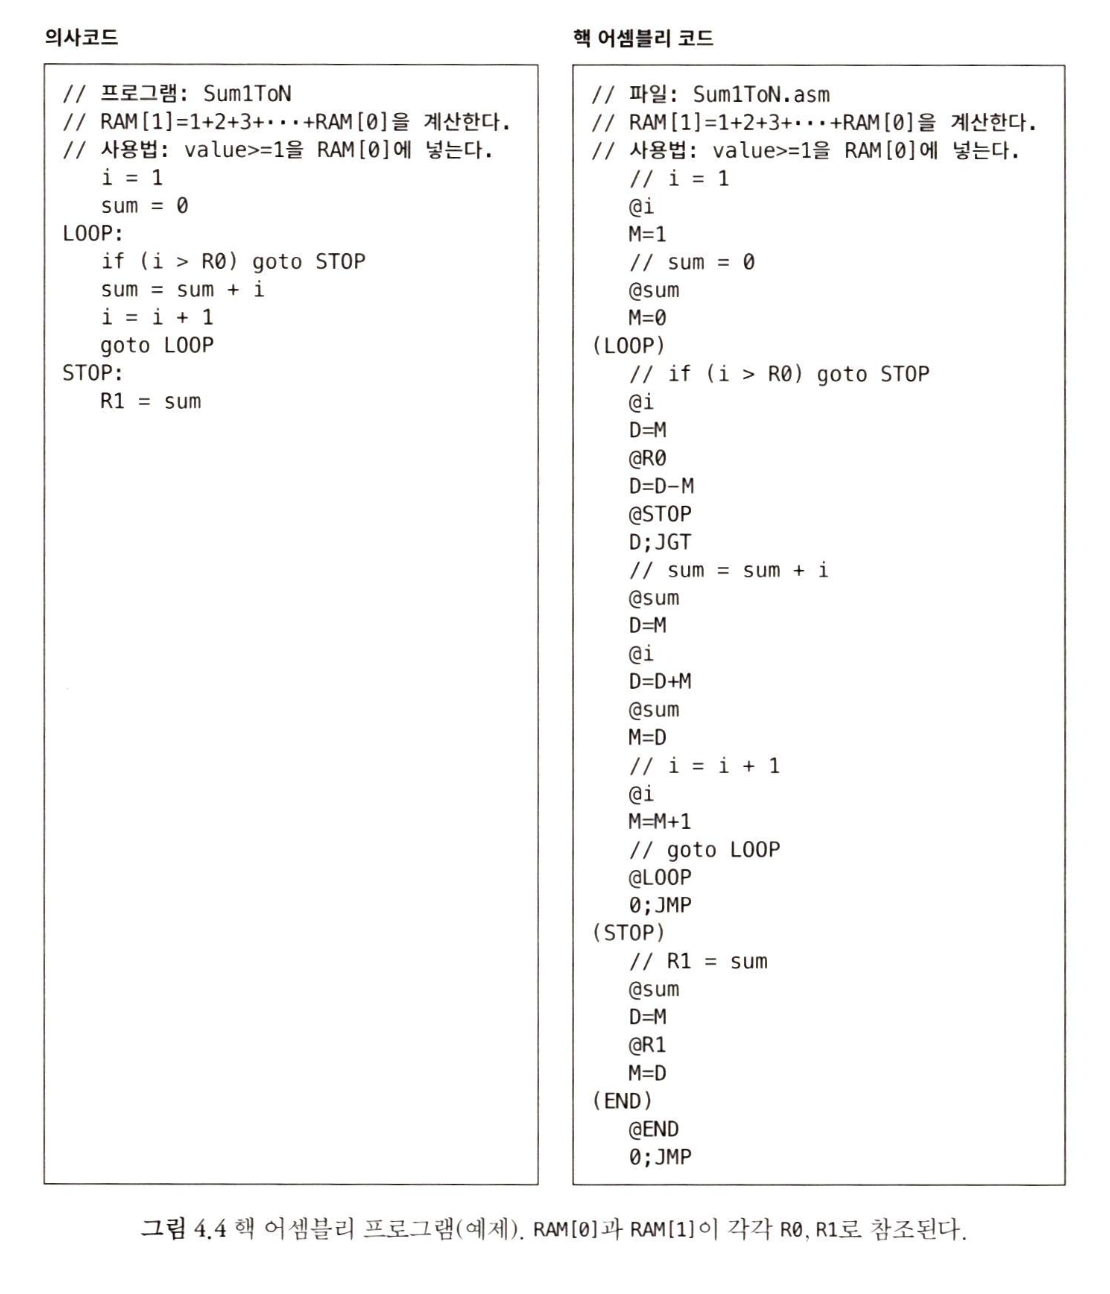 의사코드
// 프로그램: Sum1ToN
// RAM[1]=1+2+3+···+RAM[0]을 계산한다.
// 사용법: value>=1을 RAM[0]에 넣는다.
i = 1
sum = 0
LOOP:
if (i > R0) goto STOP
sum = sum + i
i = i + 1
goto LOOP
STOP:
R1 = sum
핵 어셈블리 코드
// 파일: Sum1ToN.asm
// RAM[1]=1+2+3+···+RAM[0]을 계산한다.
// 사용법: value>=1을 RAM[0]에 넣는다.
// i = 1
@i
M=1
// sum = 0
@sum
M=0
(LOOP)
// if (i > R0) goto STOP
@i
D=M
@R0
D=D-M
@STOP
D;JGT
// sum = sum + i
@sum
D=M
@i
D=D+M
@sum
M=D
// i = i + 1
@i
M=M+1
// goto LOOP
@LOOP
0;JMP
(STOP)
// R1 = sum
@sum
D=M
@R1
M=D
(END)
@END
0;JMP
그림 4.4 핵 어셈블리 프로그램(예제). RAM[0]과 RAM[1]이 각각 R0, R1로 참조된다.